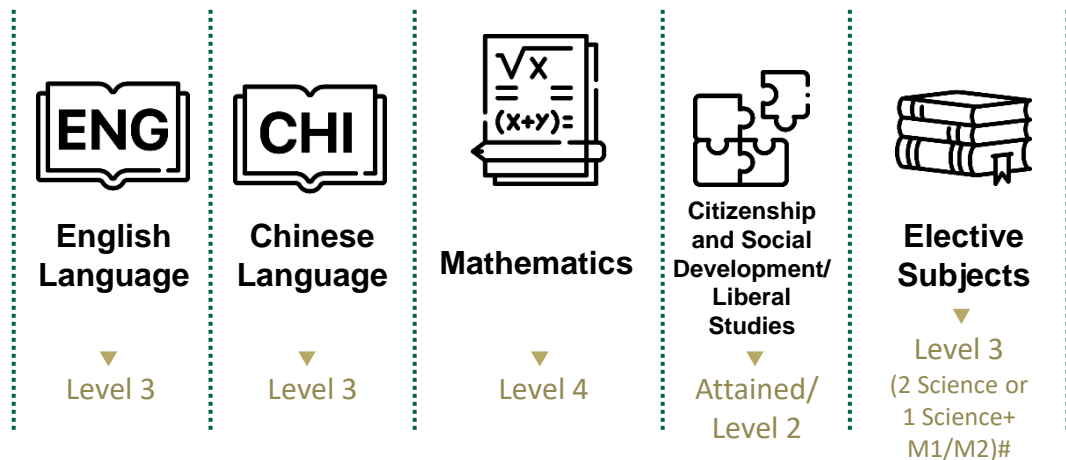 ENG
English
Language
Level 3
CHI
Chinese
Language
Level 3
√x
= =
(x+y)=
Mathematics
Level 4
Citizenship
and Social
Development/
Liberal
Studies
Attained/
Level 2
Elective
Subjects
Level 3
(2 Science or
1 Science+
M1/M2)#